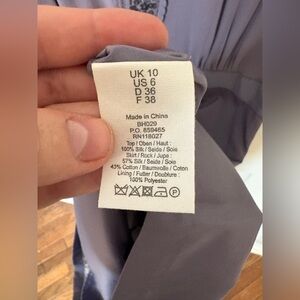 UK 10
US 6
D 36
F 38
Made in China
BH029
P.O. 859465
RN118027
Top / Oben / Haut :
100% Silk / Seide / Soie
Skirt / Rock / Jupe :
57% Silk / Seide / Soie
43% Cotton / Baumwolle / Coton
Lining / Futter / Doublure :
100% Polyester
P